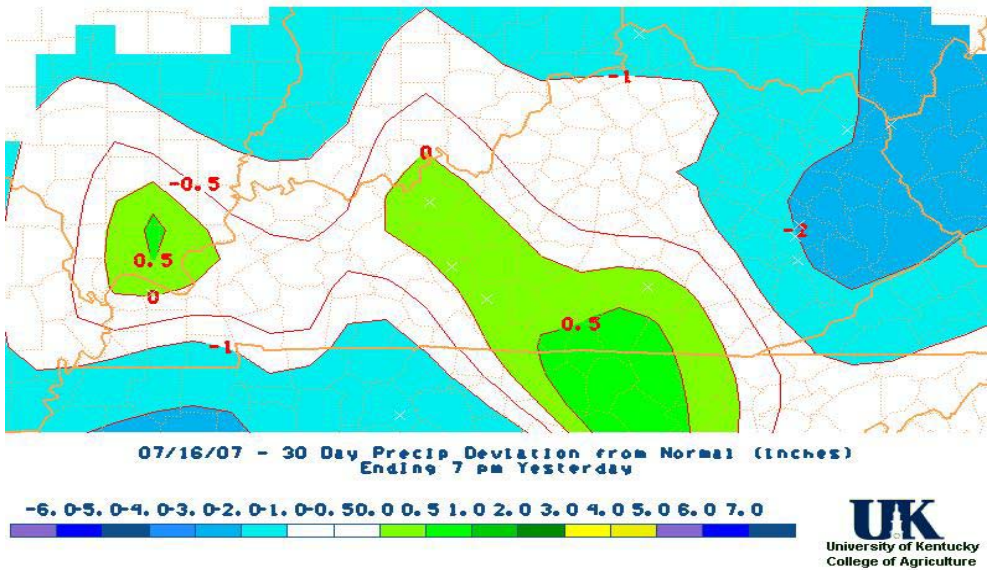 -1
0
-0.5
-2
0.5
0
0.5
-1
07/16/07 - 30 Day Precip Deviation from Normal (Inches)
Ending 7 pm Yesterday
-6.0-5.0-4.0-3.0-2.0-1.0-0.50.0 0.5 1.0 2.0 3.0 4.0 5.0 6.0 7.0
UK
University of Kentucky
College of Agriculture